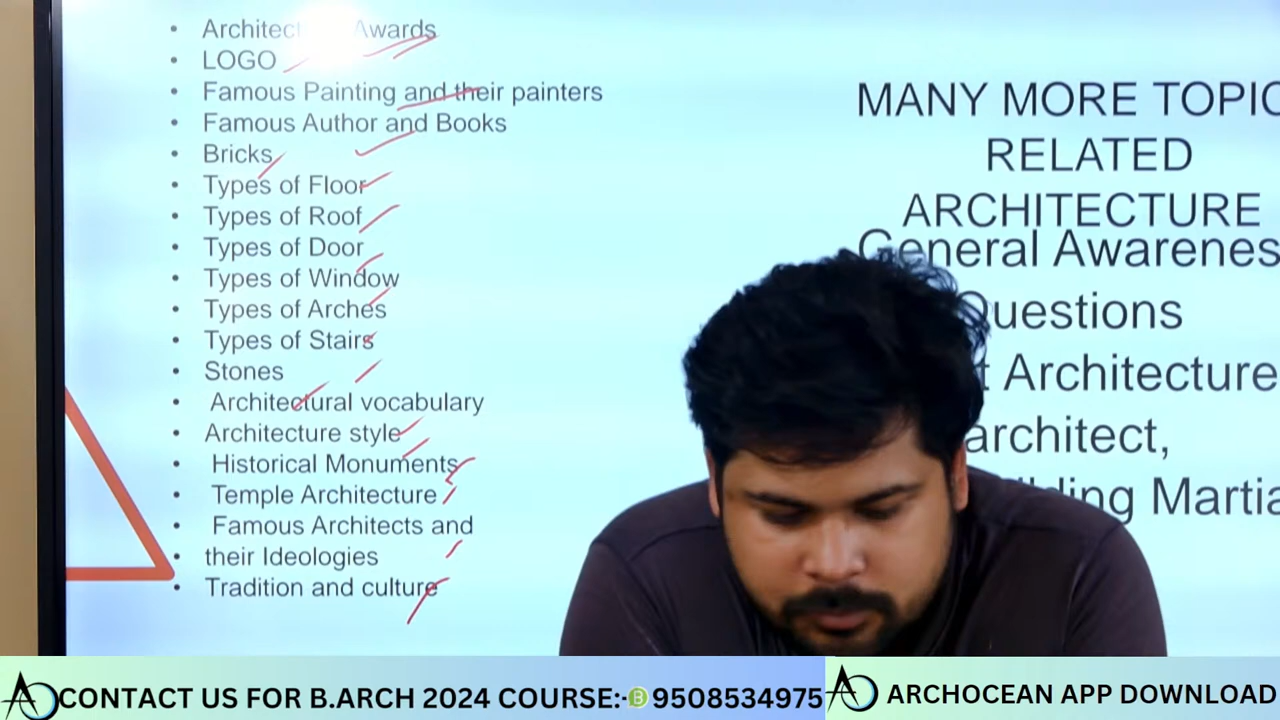 Architec Awards
LOGO
Famous Painting and their painters
Famous Author and Books
Bricks
Types of Floor
Types of Roof
Types of Door
Types of Window
Types of Arches
Types of Stairs
Stones
Architectural vocabulary
Architecture style
Historical Monuments
Temple Architecture
Famous Architects and
their Ideologies
Tradition and culture
MANY MORE TOPIC
RELATED
ARCHITECTURE
General Awarenes
Questions
t Architecture
architect,
lding Martia
CONTACT US FOR B.ARCH 2024 COURSE:- 9508534975
ARCHOCEAN APP DOWNLOAD